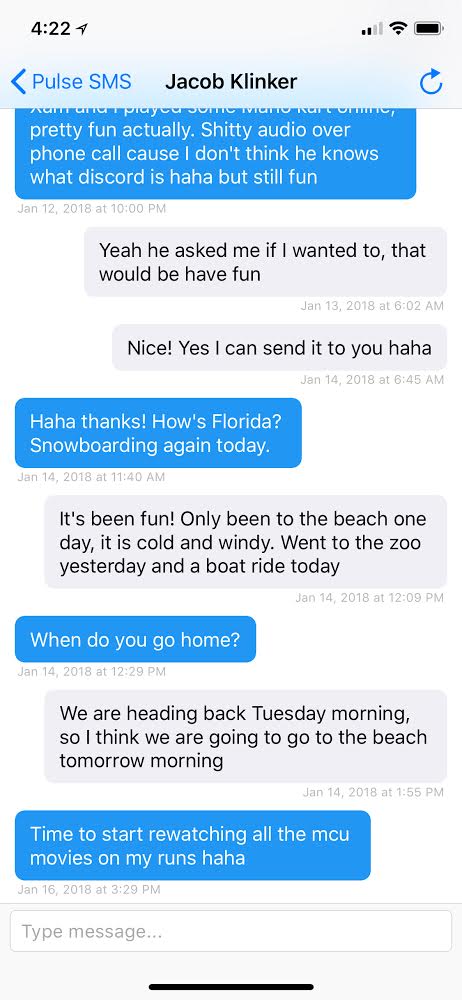 4:22
Pulse SMS
Jacob Klinker
Xam and I played some Mario kart online,
pretty fun actually. Shitty audio over
phone call cause I don't think he knows
what discord is haha but still fun
Jan 12, 2018 at 10:00 PM
Yeah he asked me if I wanted to, that
would be have fun
Jan 13, 2018 at 6:02 AM
Nice! Yes I can send it to you haha
Jan 14, 2018 at 6:45 AM
Haha thanks! How's Florida?
Snowboarding again today.
Jan 14, 2018 at 11:40 AM
It's been fun! Only been to the beach one
day, it is cold and windy. Went to the zoo
yesterday and a boat ride today
Jan 14, 2018 at 12:09 PM
When do you go home?
Jan 14, 2018 at 12:29 PM
We are heading back Tuesday morning,
so I think we are going to go to the beach
tomorrow morning
Jan 14, 2018 at 1:55 PM
Time to start rewatching all the mcu
movies on my runs haha
Jan 16, 2018 at 3:29 PM
Type message...